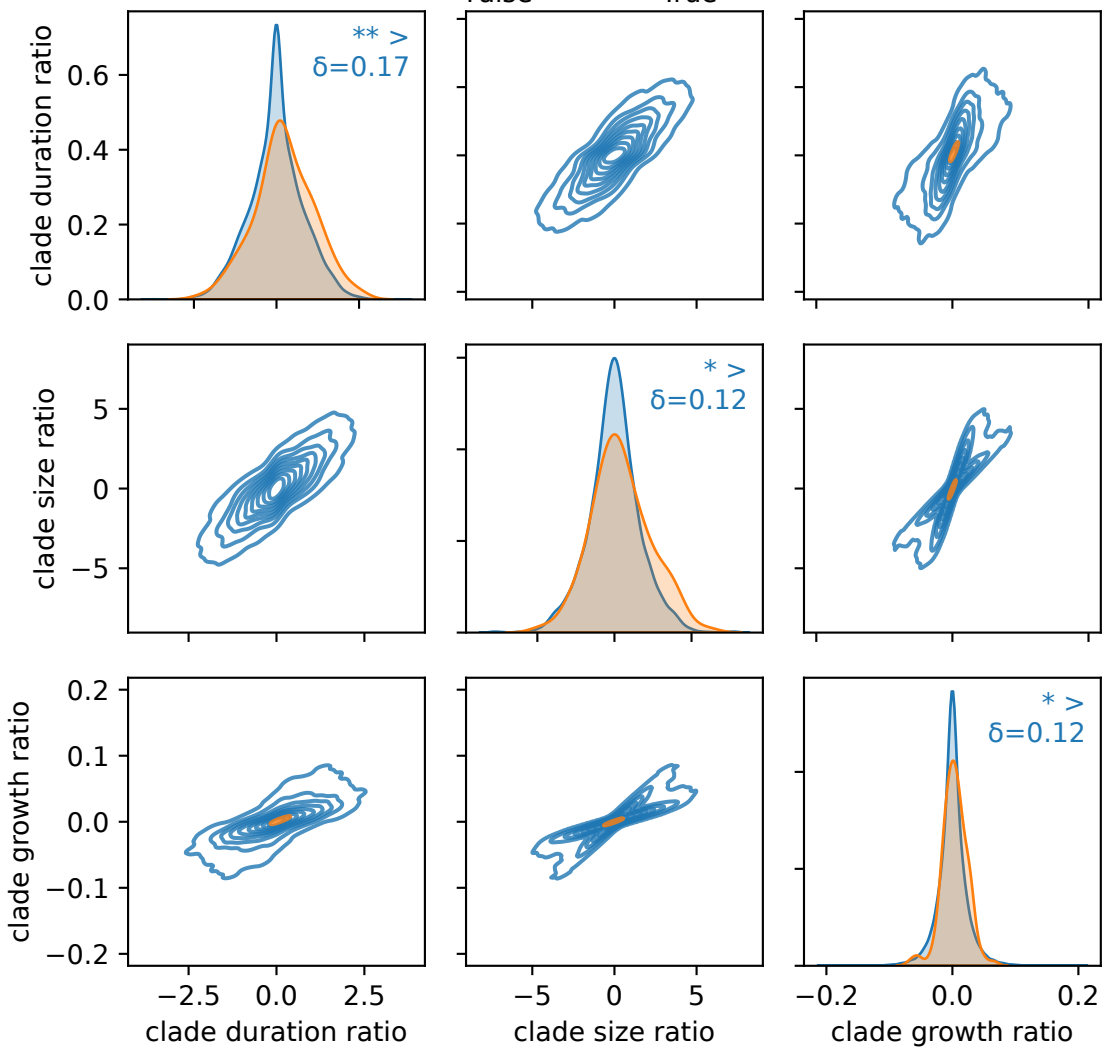 False True
clade duration ratio
0.6
0.4
0.2
0.0
** >
δ=0.17
clade size ratio
5
0
−5
* >
δ=0.12
clade growth ratio
0.2
0.1
0.0
−0.1
−0.2
* >
δ=0.12
−2.5 0.0 2.5
−5 0 5
−0.2 0.0 0.2
clade duration ratio
clade size ratio
clade growth ratio